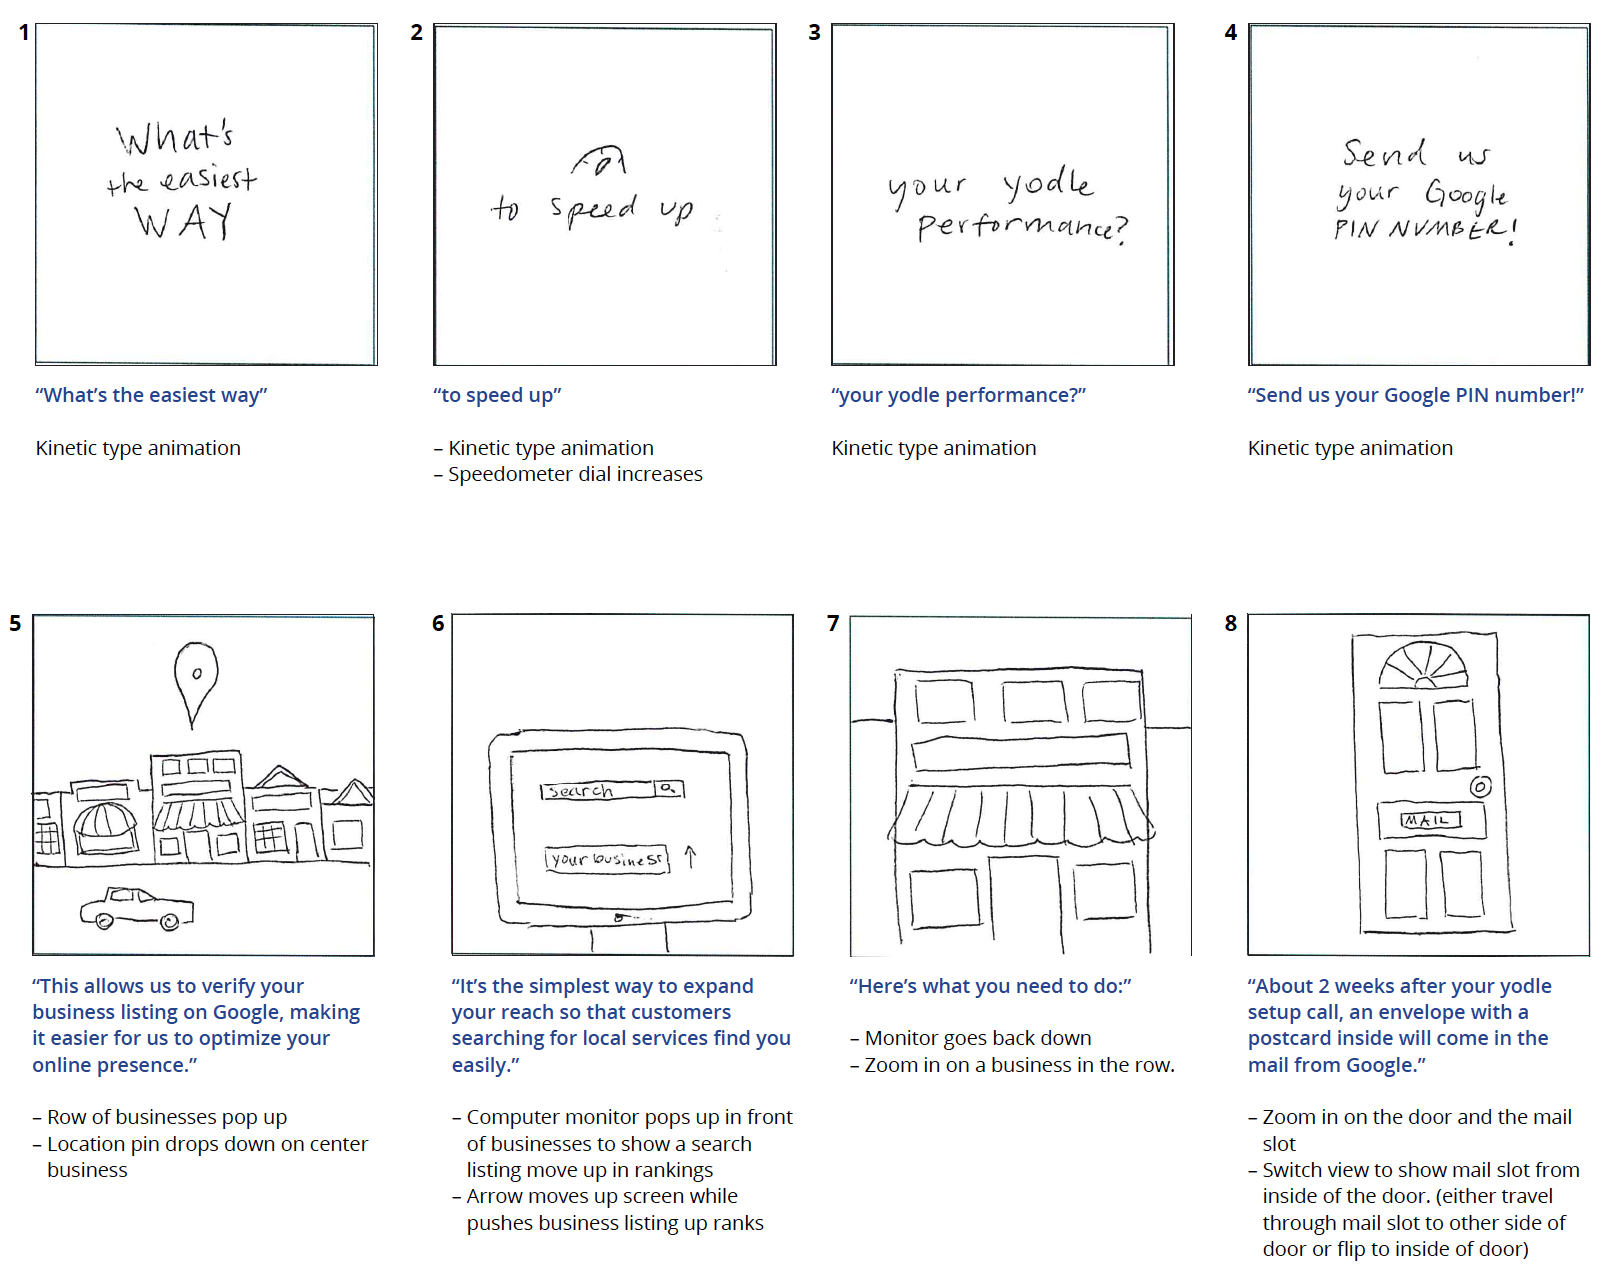 1
What's
the easiest
WAY
“What’s the easiest way”
Kinetic type animation
2
to speed up
“to speed up”
– Kinetic type animation
– Speedometer dial increases
3
your yodle
Performance?
“your yodle performance?”
Kinetic type animation
4
Send us
your Google
PIN NUMBER!
“Send us your Google PIN number!”
Kinetic type animation
5
“This allows us to verify your
business listing on Google, making
it easier for us to optimize your
online presence.”
– Row of businesses pop up
– Location pin drops down on center
business
6
search
your business
“It’s the simplest way to expand
your reach so that customers
searching for local services find you
easily.”
– Computer monitor pops up in front
of businesses to show a search
listing move up in rankings
– Arrow moves up screen while
pushes business listing up ranks
7
“Here’s what you need to do:”
– Monitor goes back down
– Zoom in on a business in the row.
8
MAIL
“About 2 weeks after your yodle
setup call, an envelope with a
postcard inside will come in the
mail from Google.”
– Zoom in on the door and the mail
slot
– Switch view to show mail slot from
inside of the door. (either travel
through mail slot to other side of
door or flip to inside of door)